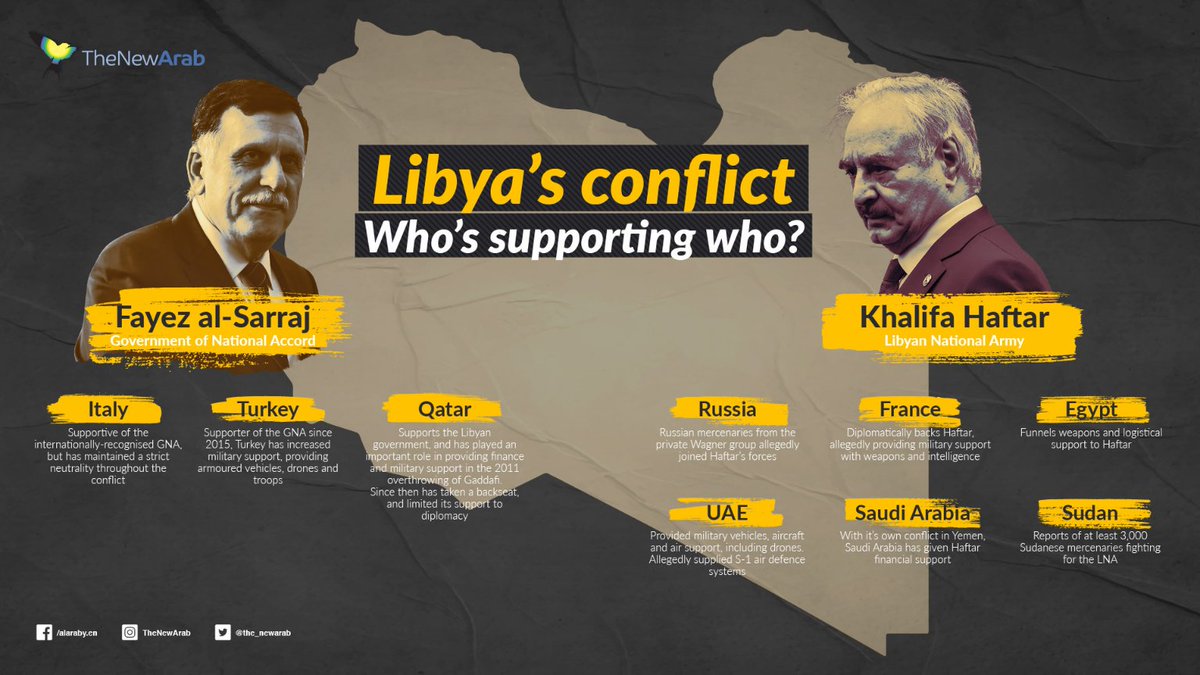 TheNewArab
Libya's conflict
Who's supporting who?
Fayez al-Sarraj
Government of National Accord
Khalifa Haftar
Libyan National Army
Italy
Supportive of the
internationally-recognised GNA,
but has maintained a strict
neutrality throughout the
conflict
Turkey
Supporter of the GNA since
2015, Turkey has increased
military support, providing
armoured vehicles, drones and
troops
Qatar
Supports the Libyan
government, and has played an
important role in providing finance
and military support in the 2011
overthrowing of Gaddafi.
Since then has taken a backseat,
and limited its support to
diplomacy
Russia
Russian mercenaries from the
private Wagner group allegedly
joined Haftar's forces
France
Diplomatically backs Haftar,
allegedly providing military support
with weapons and intelligence
Egypt
Funnels weapons and logistical
support to Haftar
UAE
Provided military vehicles, aircraft
and air support, including drones.
Allegedly supplied S-1 air defence
systems
Saudi Arabia
With it's own conflict in Yemen,
Saudi Arabia has given Haftar
financial support
Sudan
Reports of at least 3,000
Sudanese mercenaries fighting
for the LNA
/alaraby.en
TheNewArab
@the_newarab